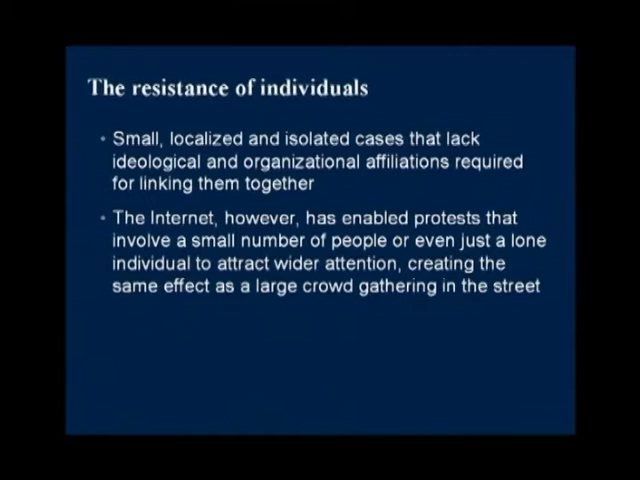 The resistance of individuals
• Small, localized and isolated cases that lack
ideological and organizational affiliations required
for linking them together
• The Internet, however, has enabled protests that
involve a small number of people or even just a lone
individual to attract wider attention, creating the
same effect as a large crowd gathering in the street